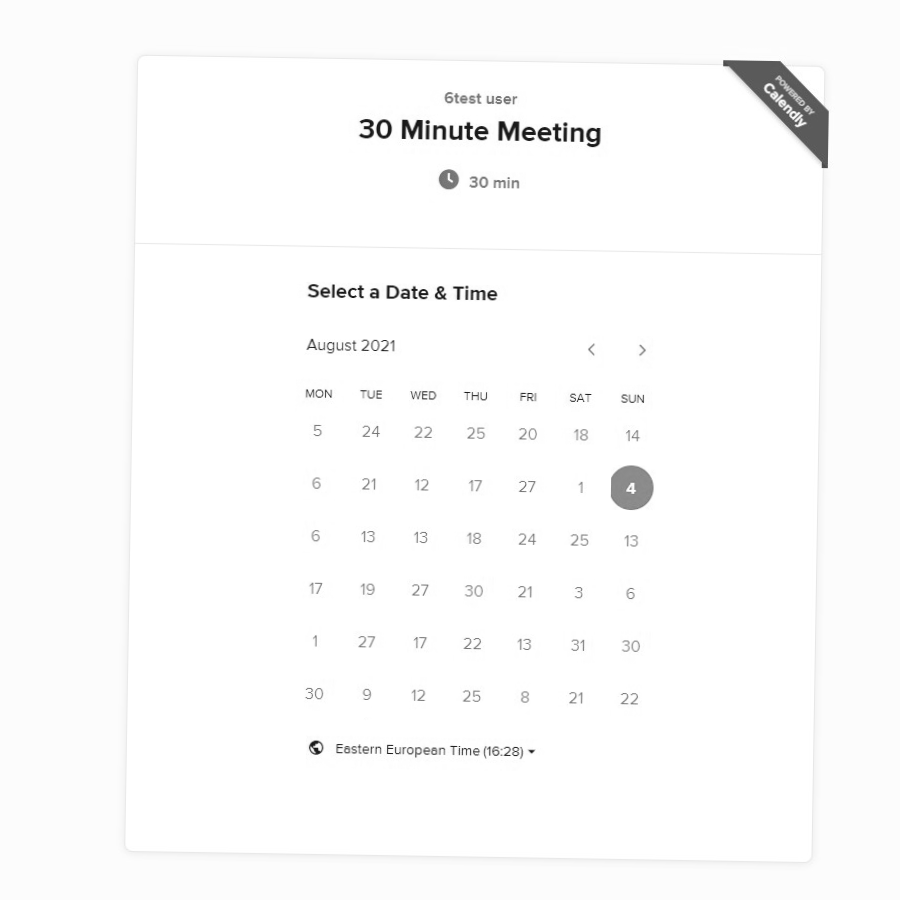 POWERED BY
Calendly
6test user
30 Minute Meeting
30 min
Select a Date & Time
August 2021
MON TUE WED THU FRI SAT SUN
5 24 22 25 20 18 14
6 21 12 17 27 1 4
6 13 13 18 24 25 13
17 19 27 30 21 3 6
1 27 17 22 13 31 30
30 9 12 25 8 21 22
Eastern European Time (16:28)